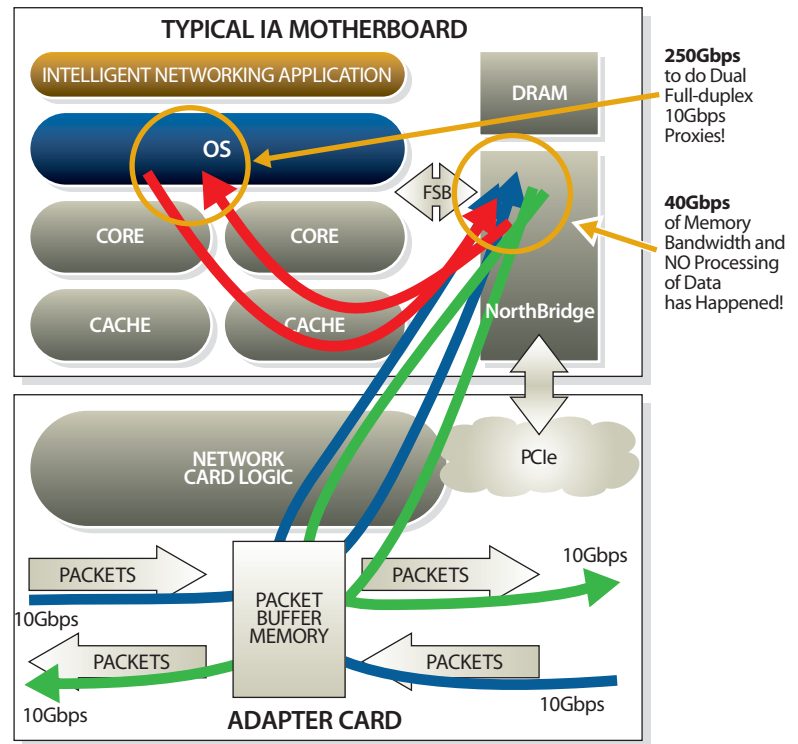 TYPICAL IA MOTHERBOARD
INTELLIGENT NETWORKING APPLICATION
OS
CORE
CORE
CACHE
CACHE
FSB
DRAM
NorthBridge
250Gbps
to do Dual
Full-duplex
10Gbps
Proxies!
40Gbps
of Memory
Bandwidth and
NO Processing
of Data
has Happened!
NETWORK
CARD LOGIC
PCIe
PACKETS
10Gbps
PACKETS
10Gbps
PACKET
BUFFER
MEMORY
PACKETS
10Gbps
PACKETS
10Gbps
ADAPTER CARD